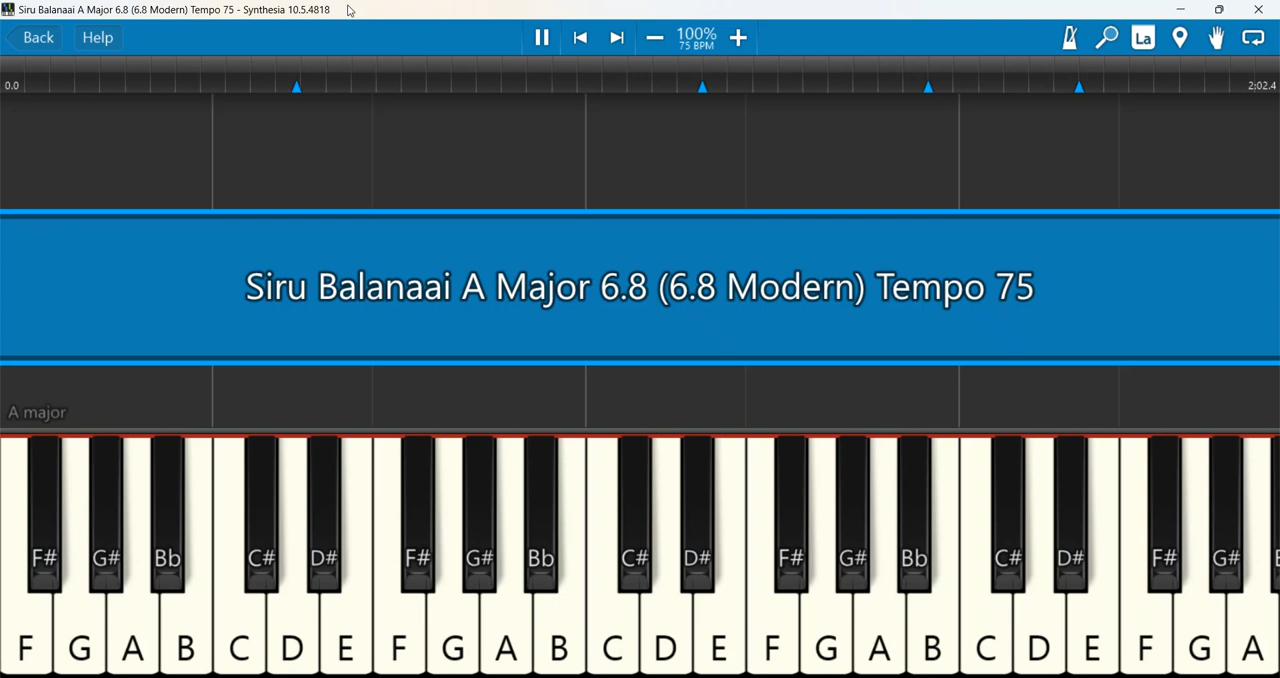 Siru Balanaai A Major 6.8 (6.8 Modern) Tempo 75 - Synthesia 10.5.4818
Back Help 100% La
75 BPM
0.0 2;02.4
Siru Balanaai A Major 6.8 (6.8 Modern) Tempo 75
A major
F# G# Bb C# D# F# G# Bb C# D# F# G# Bb C# D# F# G#
F G A B C D E F G A B C D E F G A B C D E F G A